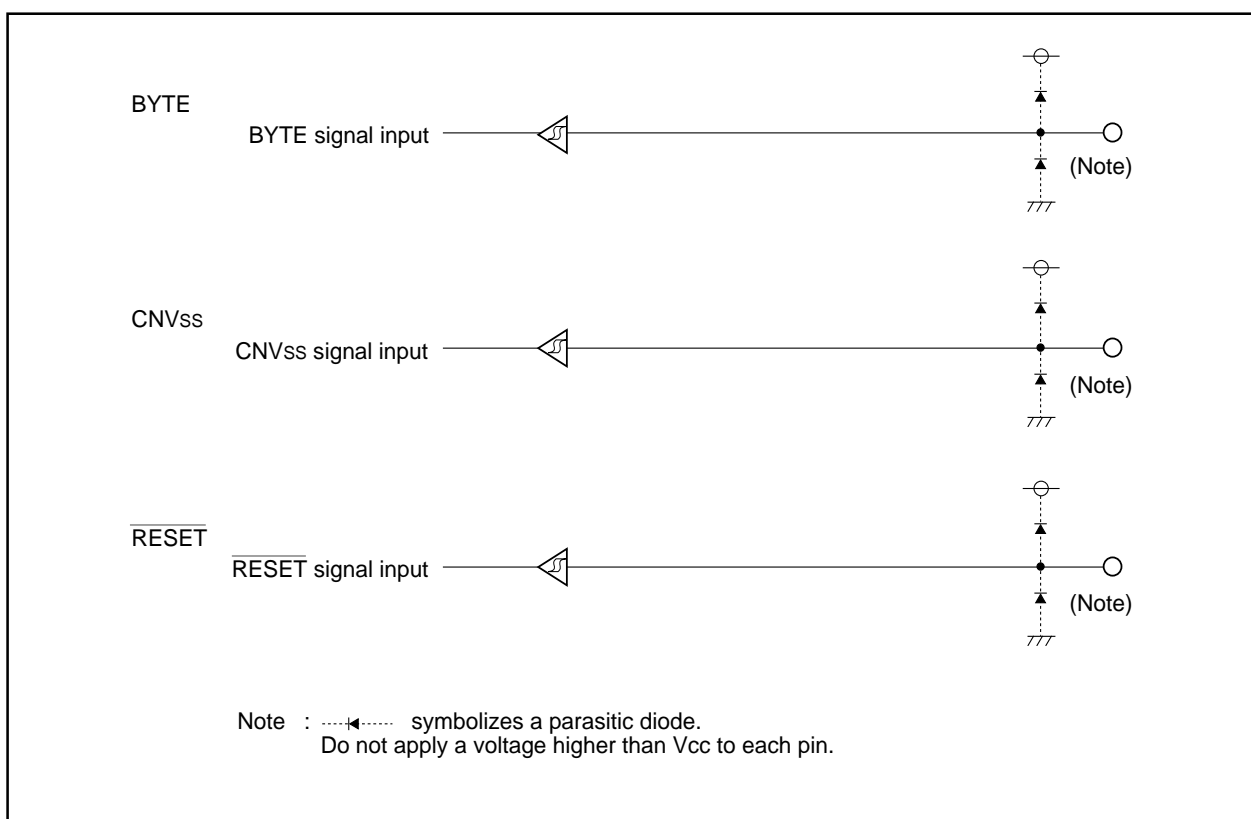 BYTE
BYTE signal input
(Note)
CNVss
CNVss signal input
(Note)
RESET
RESET signal input
(Note)
Note : symbolizes a parasitic diode.
Do not apply a voltage higher than Vcc to each pin.